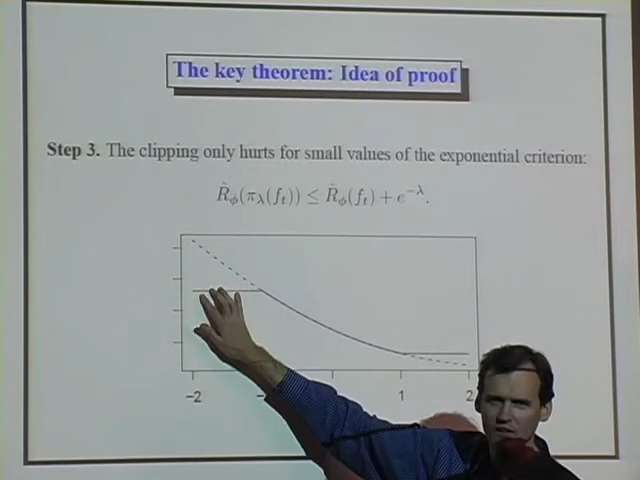 The key theorem: Idea of proof
Step 3. The clipping only hurts for small values of the exponential criterion:
R̂ϕ(πλ(fₜ)) ≤ R̂ϕ(fₜ) + e^{−λ}.
−2 1 2